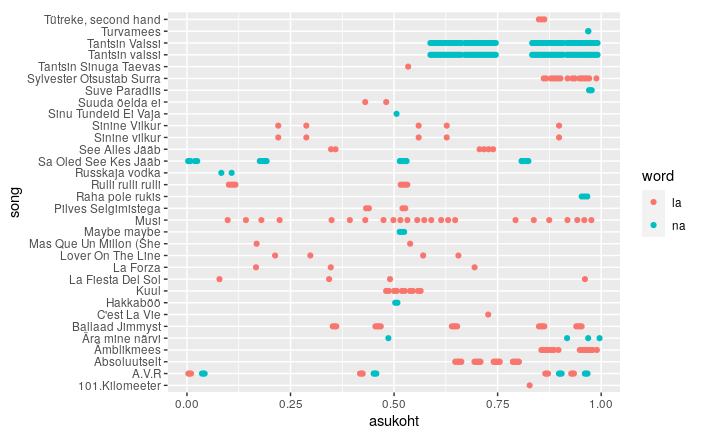 Tütreke, second hand
Turvamees
Tantsin Valssi
Tantsin valssi
Tantsin Sinuga Taevas
Sylvester Otsustab Surra
Suve Paradiis
Suuda öelda ei
Sinu Tundeid Ei Vaja
Sinine Vilkur
Sinine vilkur
See Alles Jääb
Sa Oled See Kes Jääb
Russkaja vodka
Rulli rulli rulli
Raha pole rukis
Pilves Selgimistega
Musi
Maybe maybe
Mas Que Un Millon (She
Lover On The Line
La Forza
La Fiesta Del Sol
Kuul
Hakkaböö
C'est La Vie
Ballaad Jimmyst
Ära mine närvi
Ämblikmees
Absoluutselt
A.V.R
101.Kilomeeter
song
0.00 0.25 0.50 0.75 1.00
asukoht
word
la
na